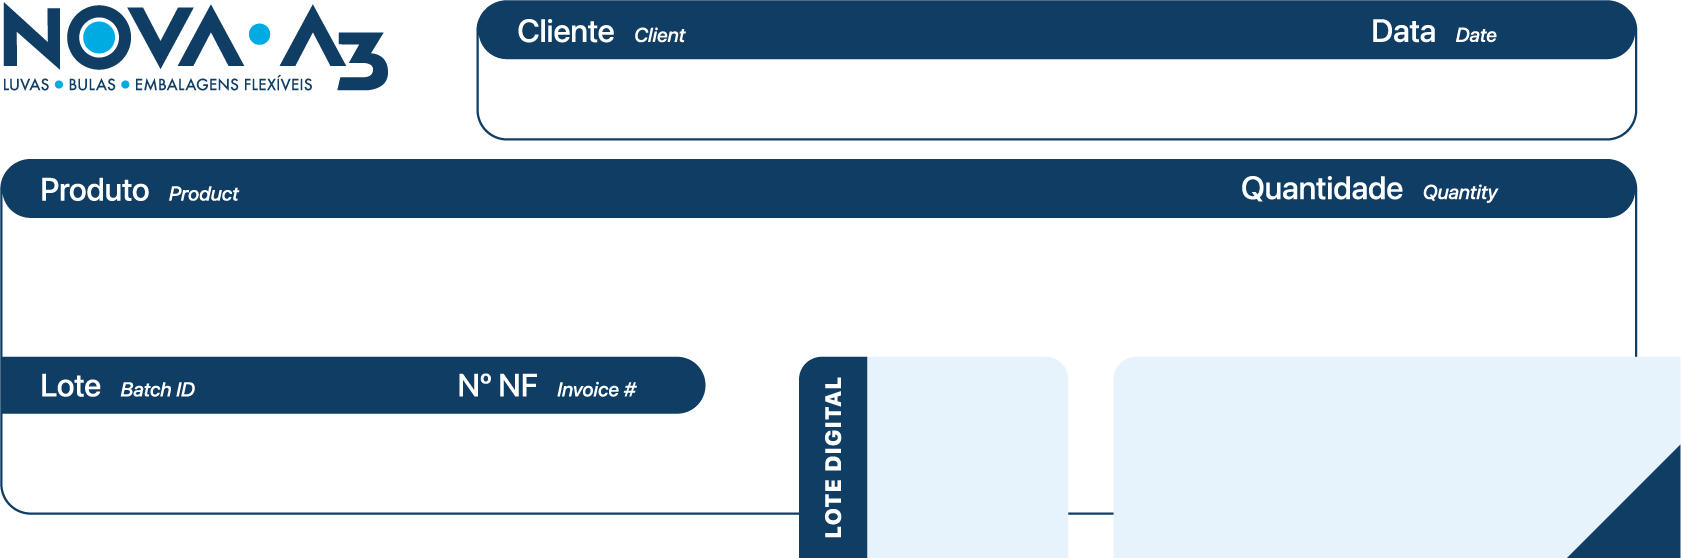 NOVA • A3
LUVAS • BULAS • EMBALAGENS FLEXÍVEIS
Cliente Client Data Date
Produto Product Quantidade Quantity
Lote Batch ID Nº NF Invoice #
LOTE DIGITAL